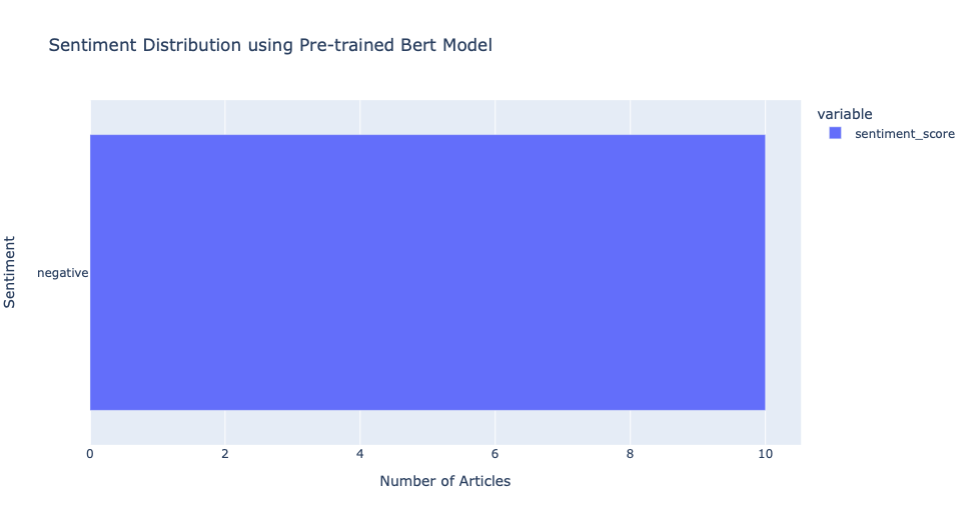 Sentiment Distribution using Pre-trained Bert Model
variable
sentiment_score
Sentiment
negative
0 2 4 6 8 10
Number of Articles